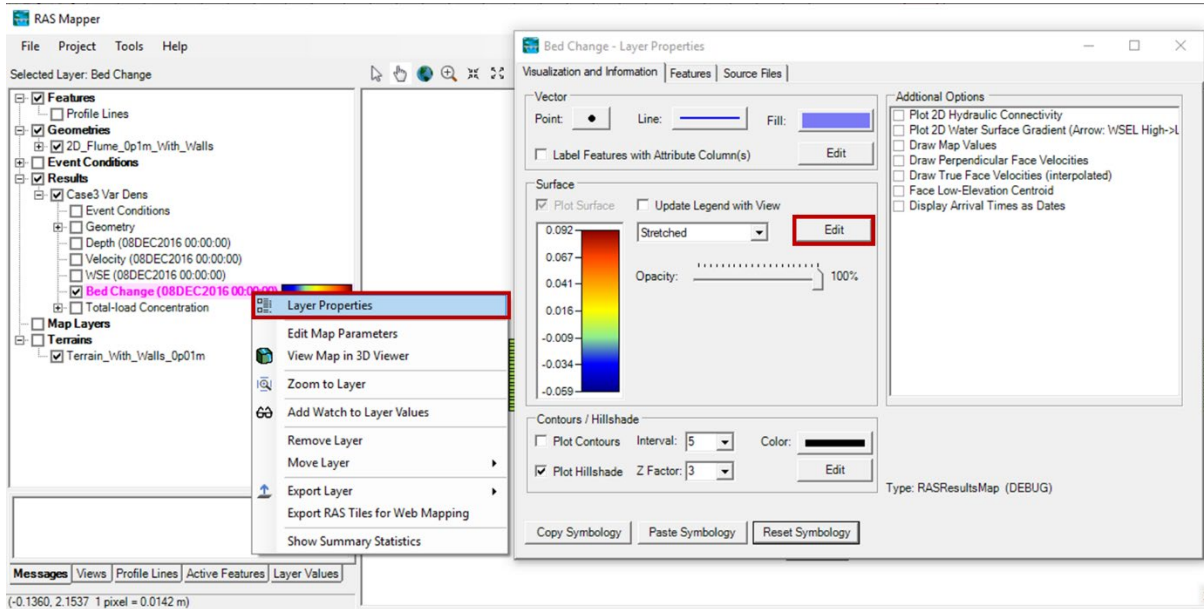 RAS Mapper
File Project Tools Help
Selected Layer: Bed Change
Features
Profile Lines
Geometries
2D_Flume_0p1m_With_Walls
Event Conditions
Results
Case3 Var Dens
Event Conditions
Geometry
Depth (08DEC2016 00:00:00)
Velocity (08DEC2016 00:00:00)
WSE (08DEC2016 00:00:00)
Bed Change (08DEC2016 00:00:00)
Total-load Concentration
Map Layers
Terrains
Terrain_With_Walls_0p01m
Layer Properties
Edit Map Parameters
View Map in 3D Viewer
Zoom to Layer
Add Watch to Layer Values
Remove Layer
Move Layer
Export Layer
Export RAS Tiles for Web Mapping
Show Summary Statistics
Messages Views Profile Lines Active Features Layer Values
(-0.1360, 2.1537 1 pixel = 0.0142 m)
Bed Change - Layer Properties
Visualization and Information Features Source Files
Vector
Point: Line: Fill:
Label Features with Attribute Column(s) Edit
Surface
Plot Surface Update Legend with View
Stretched Edit
Opacity: 100%
0.092
0.067
0.041
0.016
-0.009
-0.034
-0.059
Contours / Hillshade
Plot Contours Interval: 5 Color:
Plot Hillshade Z Factor: 3 Edit
Copy Symbology Paste Symbology Reset Symbology
Addtional Options
Plot 2D Hydraulic Connectivity
Plot 2D Water Surface Gradient (Arrow: WSEL High->L
Draw Map Values
Draw Perpendicular Face Velocities
Draw True Face Velocities (interpolated)
Face Low-Elevation Centroid
Display Arrival Times as Dates
Type: RASResultsMap (DEBUG)